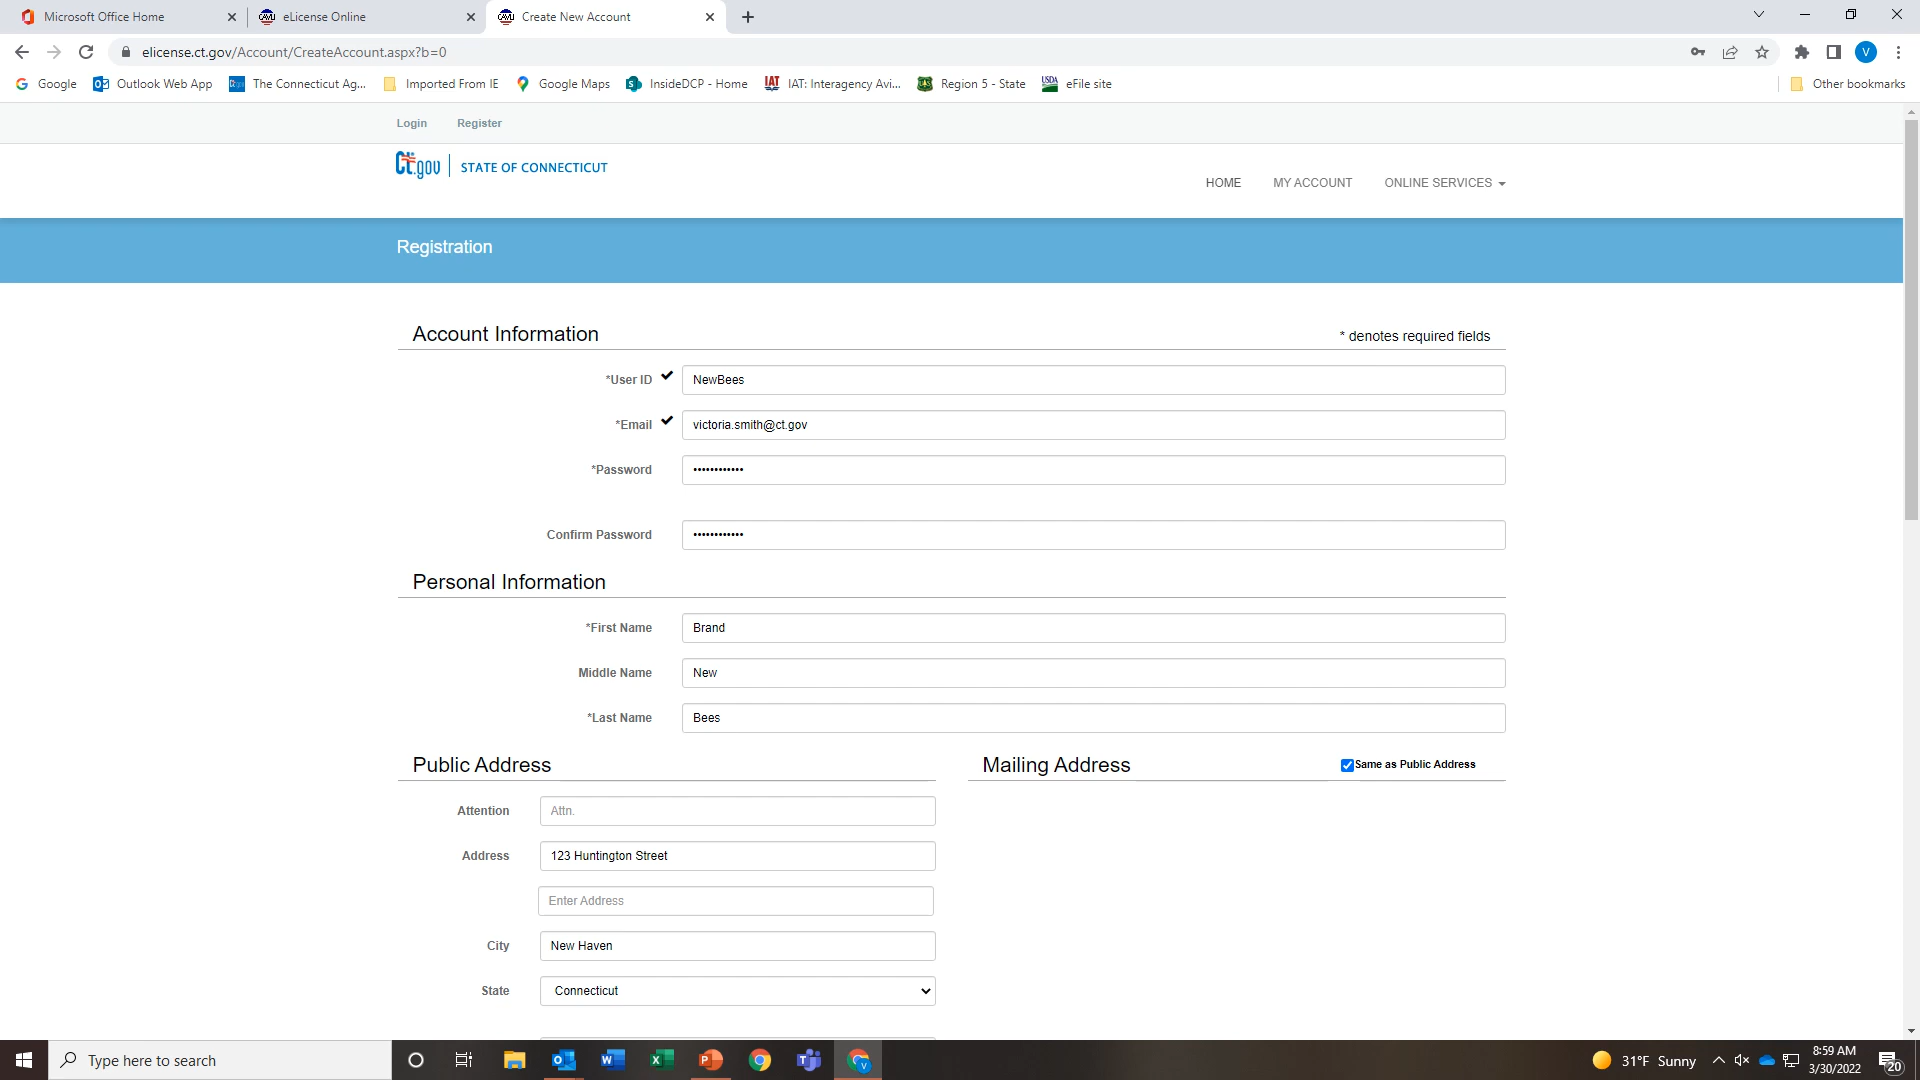 Microsoft Office Home
eLicense Online
Create New Account
elicense.ct.gov/Account/CreateAccount.aspx?b=0
V
Google
Outlook Web App
The Connecticut Ag...
Imported From IE
Google Maps
InsideDCP - Home
IAT: Interagency Avi...
Region 5 - State
eFile site
Other bookmarks
Login Register
Ct.gov STATE OF CONNECTICUT
HOME MY ACCOUNT ONLINE SERVICES
Registration
Account Information
* denotes required fields
*User ID NewBees
*Email victoria.smith@ct.gov
*Password ••••••••••••
Confirm Password ••••••••••••
Personal Information
*First Name Brand
Middle Name New
*Last Name Bees
Public Address
Mailing Address
Same as Public Address
Attention Attn.
Address 123 Huntington Street
Enter Address
City New Haven
State Connecticut
Type here to search
31°F Sunny
8:59 AM
3/30/2022
20